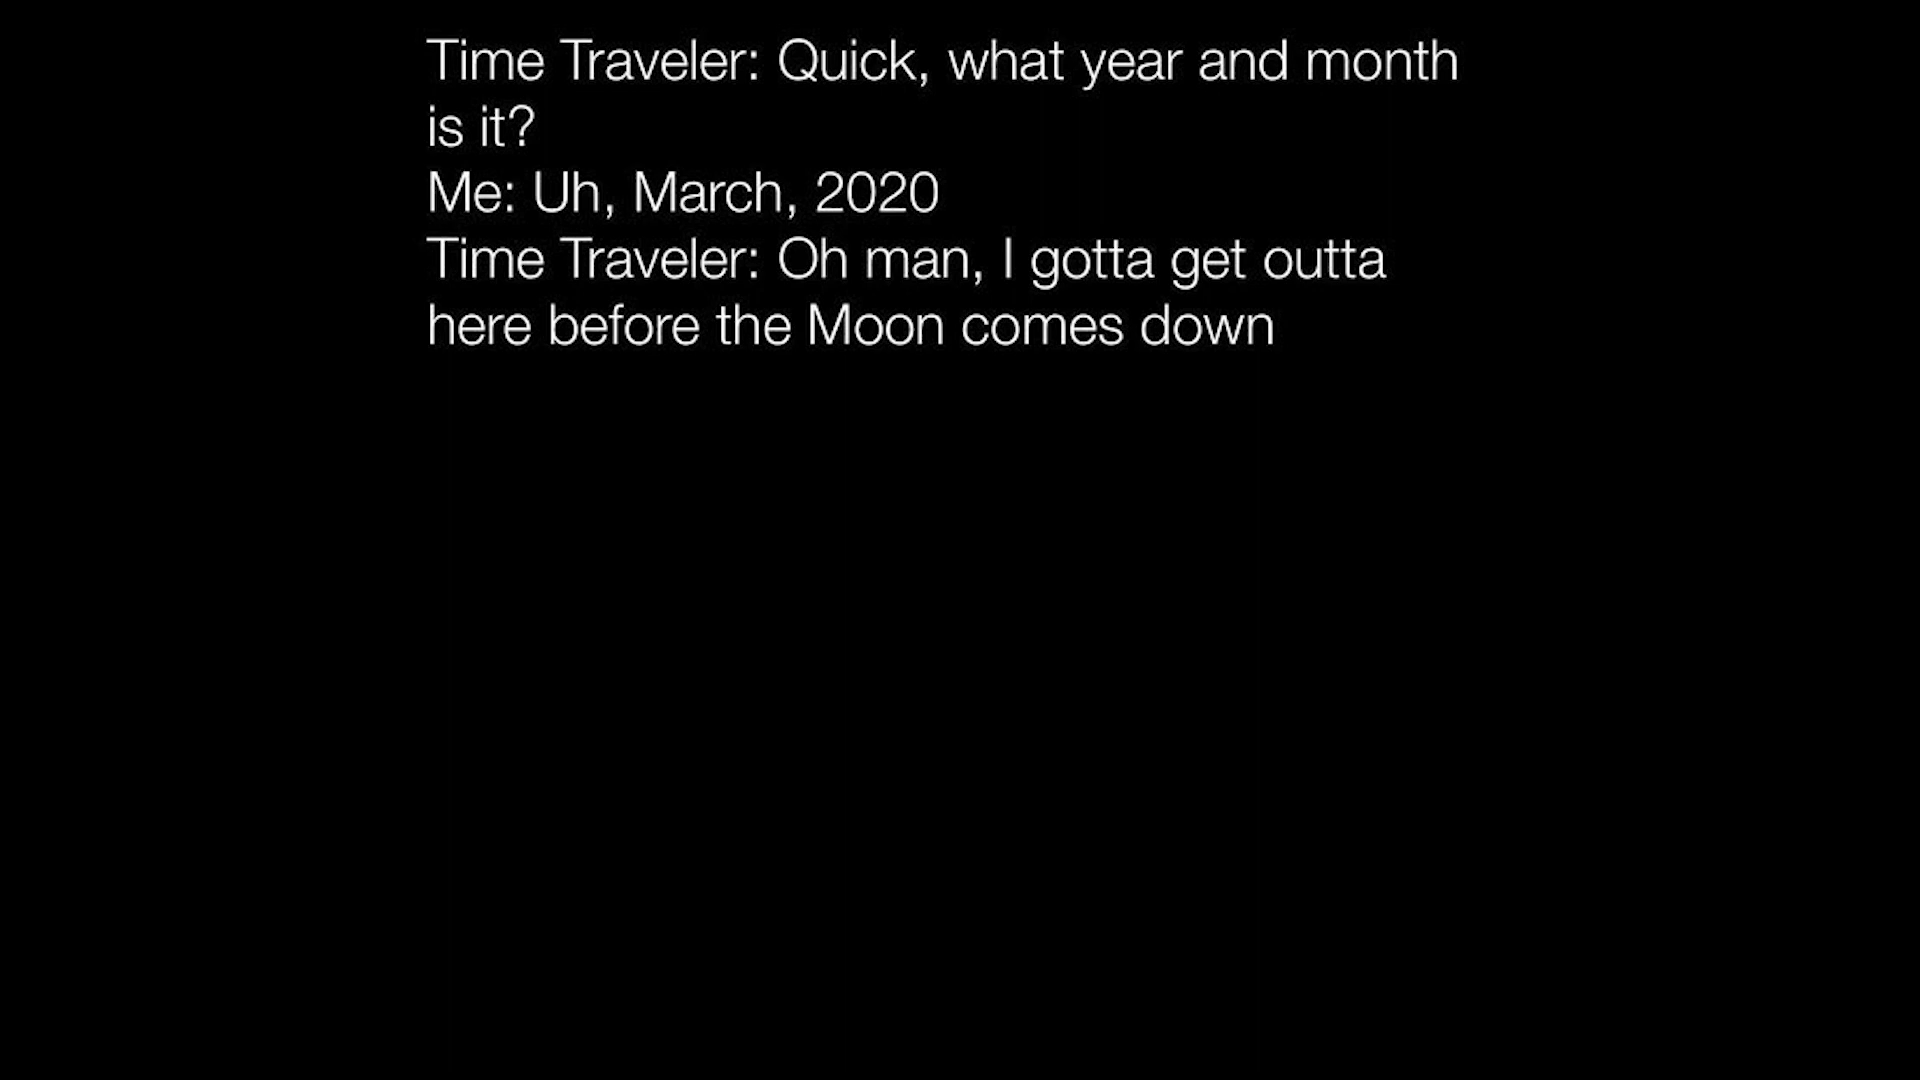 Time Traveler: Quick, what year and month
is it?
Me: Uh, March, 2020
Time Traveler: Oh man, I gotta get outta
here before the Moon comes down